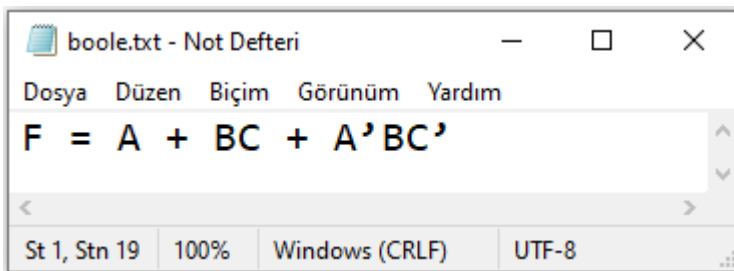 boole.txt - Not Defteri
Dosya Düzen Biçim Görünüm Yardım
F = A + BC + A’BC’
St 1, Stn 19 100% Windows (CRLF) UTF-8